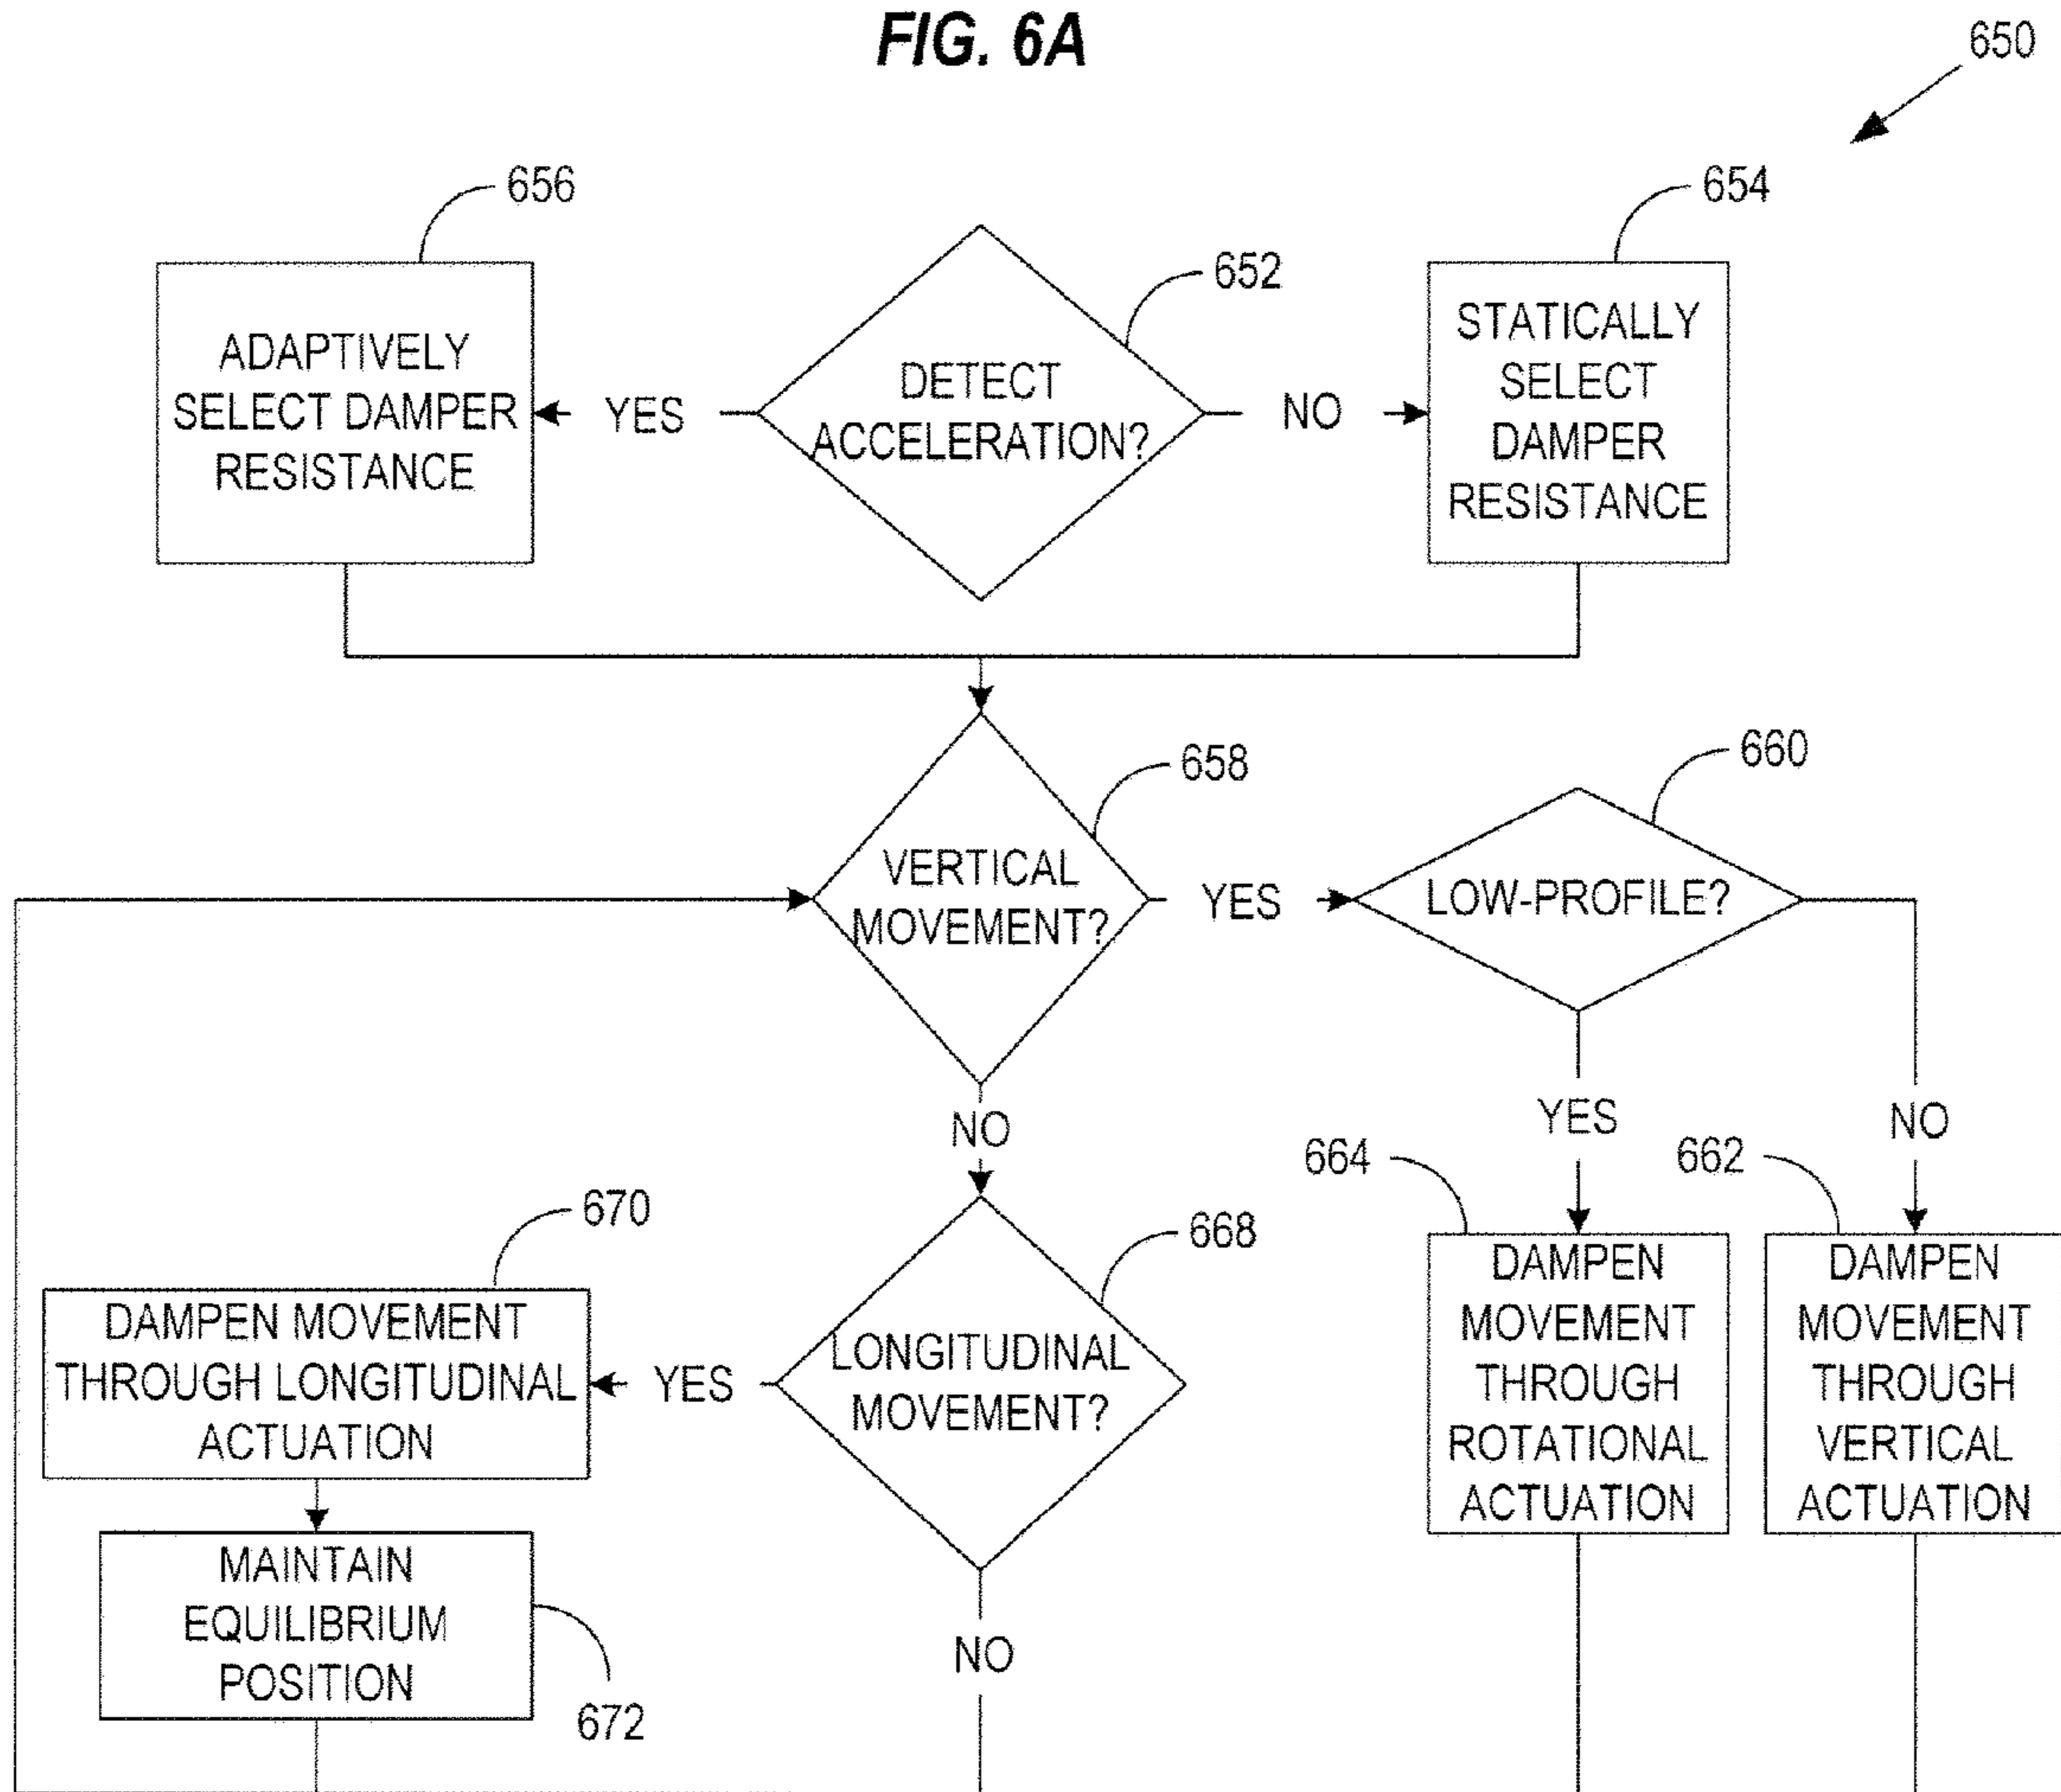 FIG. 6A
650
656
654
652
ADAPTIVELY
SELECT DAMPER
RESISTANCE
YES
DETECT
ACCELERATION?
NO
STATICALLY
SELECT
DAMPER
RESISTANCE
658
660
VERTICAL
MOVEMENT?
YES
LOW-PROFILE?
NO
YES
NO
664
662
670
668
DAMPEN MOVEMENT
THROUGH LONGITUDINAL
ACTUATION
YES
LONGITUDINAL
MOVEMENT?
DAMPEN
MOVEMENT
THROUGH
ROTATIONAL
ACTUATION
DAMPEN
MOVEMENT
THROUGH
VERTICAL
ACTUATION
MAINTAIN
EQUILIBRIUM
POSITION
672
NO